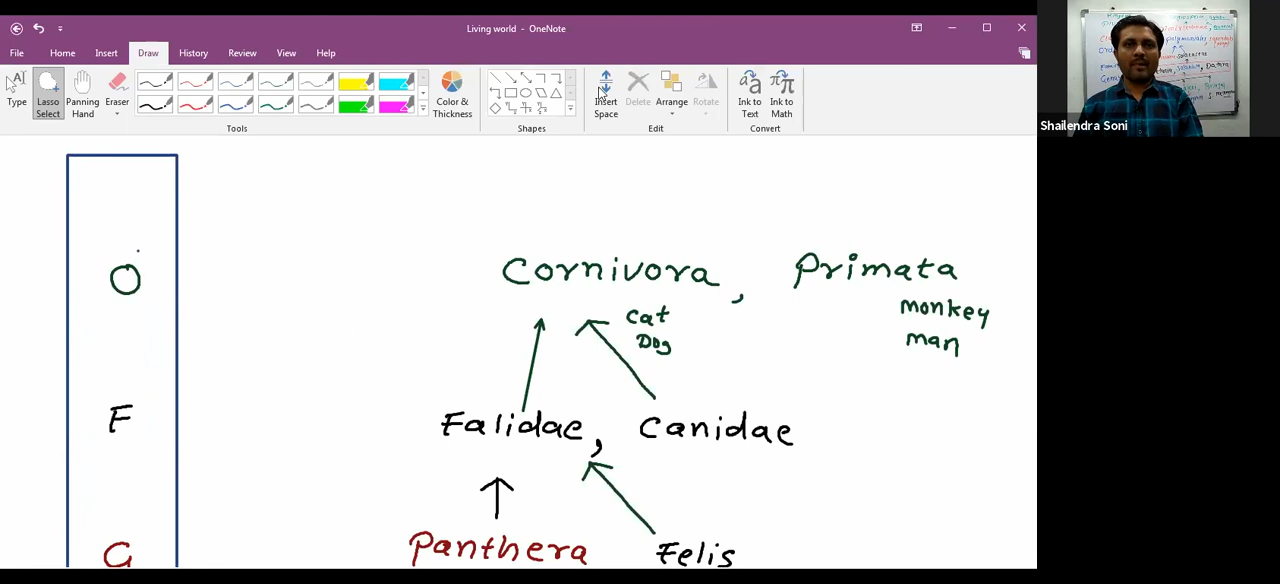 Living world - OneNote
File Home Insert Draw History Review View Help
Type Lasso Select Panning Hand Eraser Color & Thickness Insert Space Delete Arrange Rotate Ink to Text Ink to Math
Tools Shapes Edit Convert
Shailendra Soni
O Cornivora, Primata
Cat monkey
Dog man
F Falidae, Canidae
G Panthera Felis